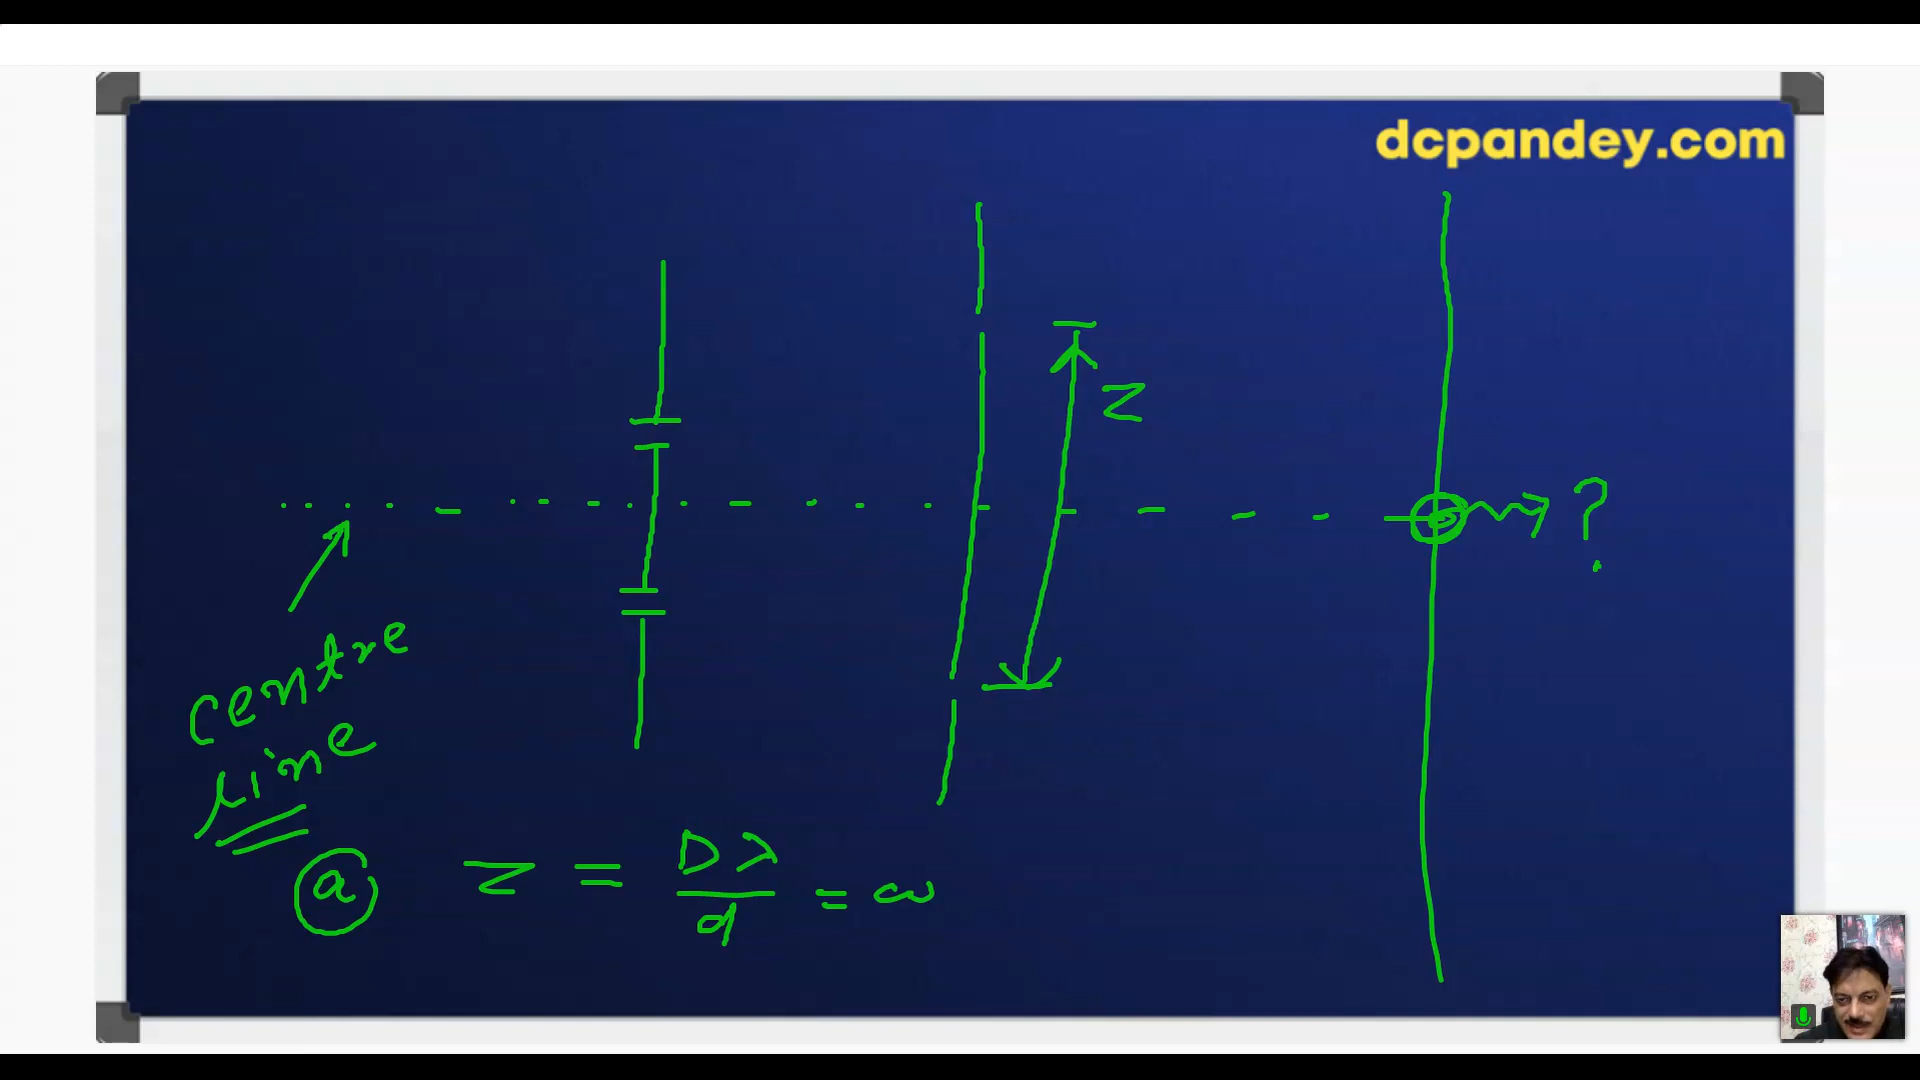 dcpandey.com
Z
?
centre
line
a Z = Dλ/d = ω